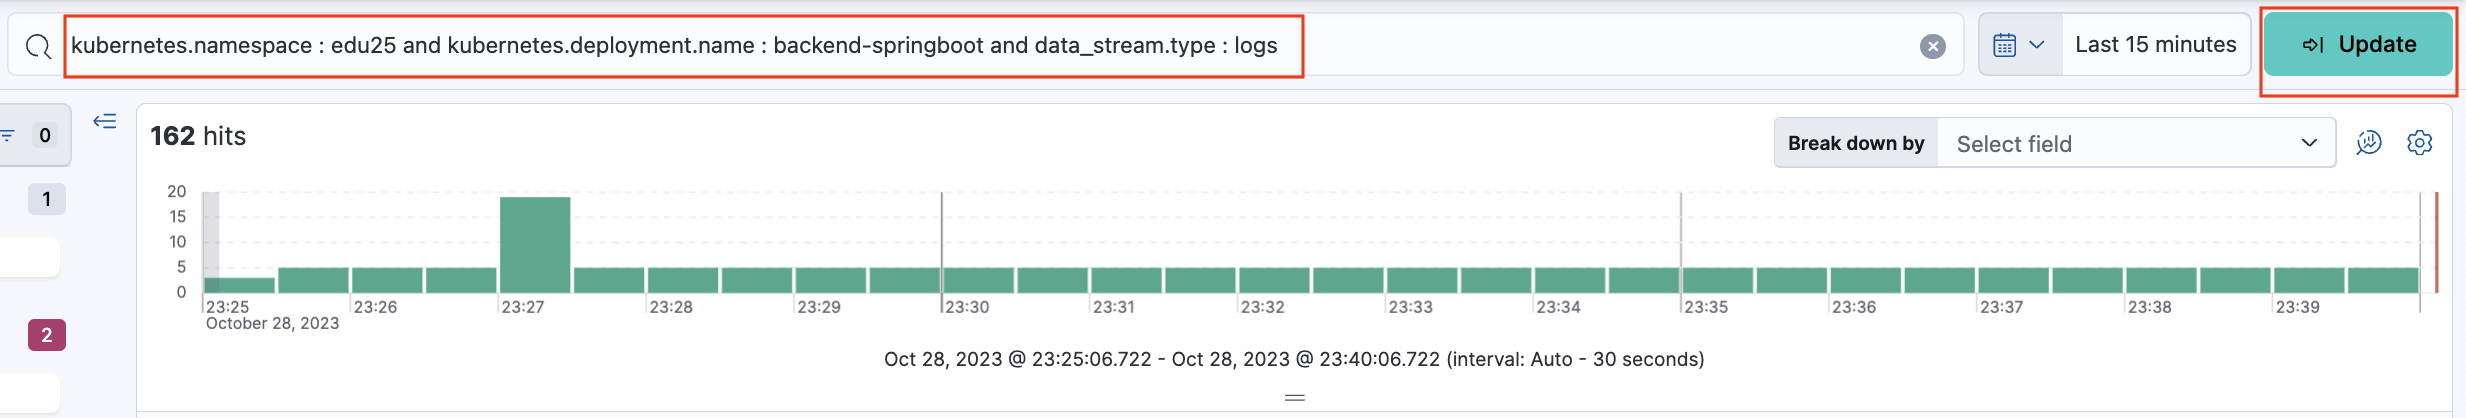 kubernetes.namespace : edu25 and kubernetes.deployment.name : backend-springboot and data_stream.type : logs
Last 15 minutes
Update
0
162 hits
Break down by
Select field
1
20
15
10
5
0
23:25
23:26
23:27
23:28
23:29
23:30
23:31
23:32
23:33
23:34
23:35
23:36
23:37
23:38
23:39
October 28, 2023
2
Oct 28, 2023 @ 23:25:06.722 - Oct 28, 2023 @ 23:40:06.722 (interval: Auto - 30 seconds)